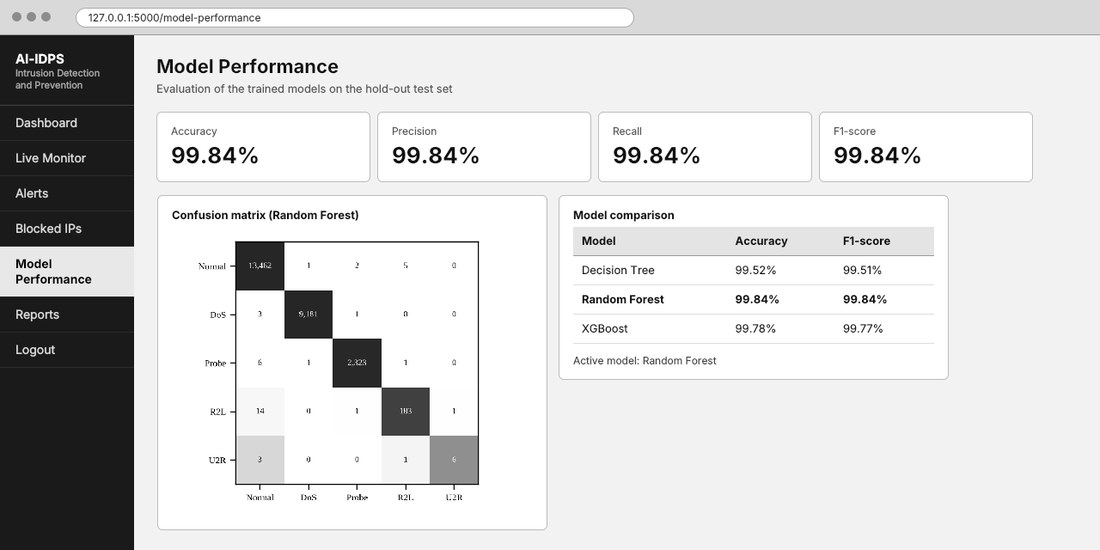 127.0.0.1:5000/model-performance
AI-IDPS
Intrusion Detection
and Prevention
Dashboard
Live Monitor
Alerts
Blocked IPs
Model
Performance
Reports
Logout
Model Performance
Evaluation of the trained models on the hold-out test set
Accuracy
99.84%
Precision
99.84%
Recall
99.84%
F1-score
99.84%
Confusion matrix (Random Forest)
Normal 13,462 1 2 5 0
DoS 3 9,181 1 0 0
Probe 6 1 2,323 1 0
R2L 14 0 1 183 1
U2R 3 0 0 1 6
Normal DoS Probe R2L U2R
Model comparison
Model Accuracy F1-score
Decision Tree 99.52% 99.51%
Random Forest 99.84% 99.84%
XGBoost 99.78% 99.77%
Active model: Random Forest